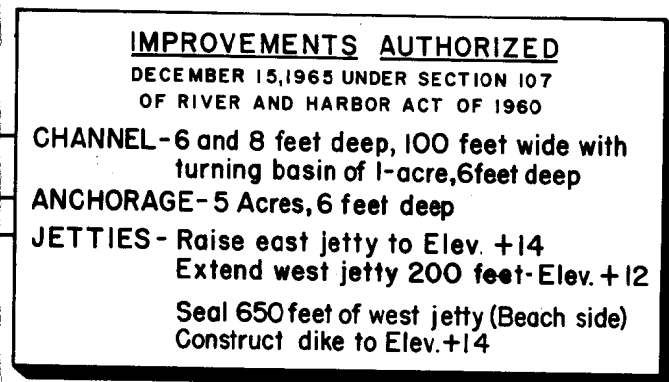 IMPROVEMENTS AUTHORIZED
DECEMBER 15,1965 UNDER SECTION 107
OF RIVER AND HARBOR ACT OF 1960
CHANNEL-6 and 8 feet deep, 100 feet wide with
turning basin of 1-acre,6feet deep
ANCHORAGE-5 Acres, 6 feet deep
JETTIES- Raise east jetty to Elev. +14
Extend west jetty 200 feet-Elev. +12
Seal 650 feet of west jetty (Beach side)
Construct dike to Elev.+14